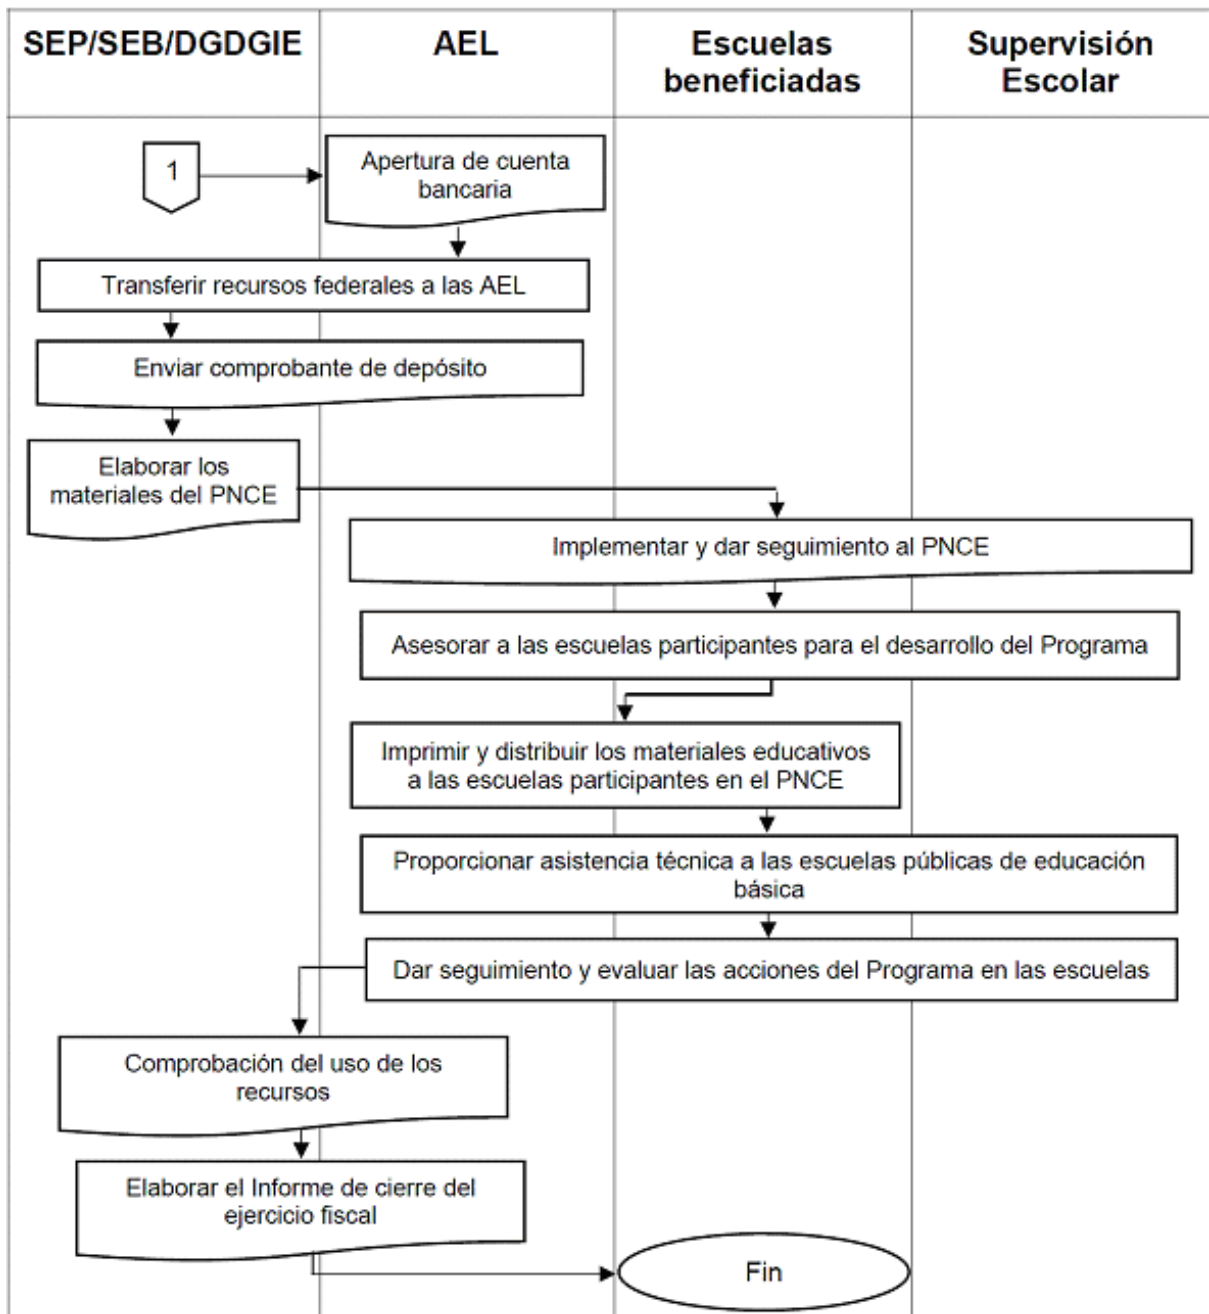 SEP/SEB/DGDGIE
AEL
Escuelas
beneficiadas
Supervisión
Escolar
1
Apertura de cuenta
bancaria
Transferir recursos federales a las AEL
Enviar comprobante de depósito
Elaborar los
materiales del PNCE
Implementar y dar seguimiento al PNCE
Asesorar a las escuelas participantes para el desarrollo del Programa
Imprimir y distribuir los materiales educativos
a las escuelas participantes en el PNCE
Proporcionar asistencia técnica a las escuelas públicas de educación
básica
Dar seguimiento y evaluar las acciones del Programa en las escuelas
Comprobación del uso de los
recursos
Elaborar el Informe de cierre del
ejercicio fiscal
Fin